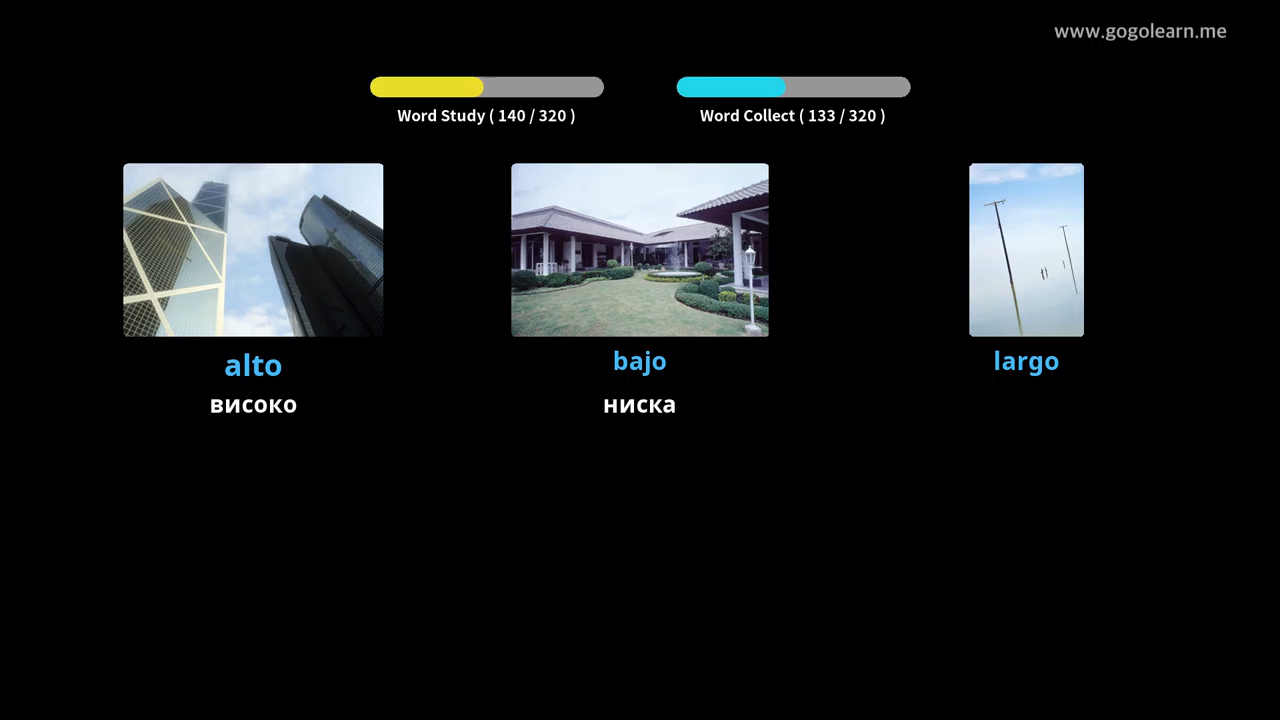 www.gogolearn.me
Word Study ( 140 / 320 )
Word Collect ( 133 / 320 )
alto
bajo
largo
високо
ниска